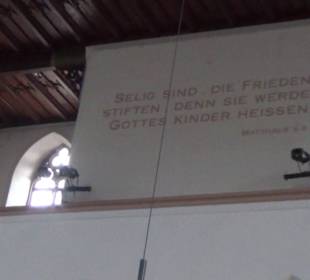 SELIG SIND, DIE FRIEDEN
STIFTEN, DENN SIE WERDE
GOTTES KINDER HEISSEN